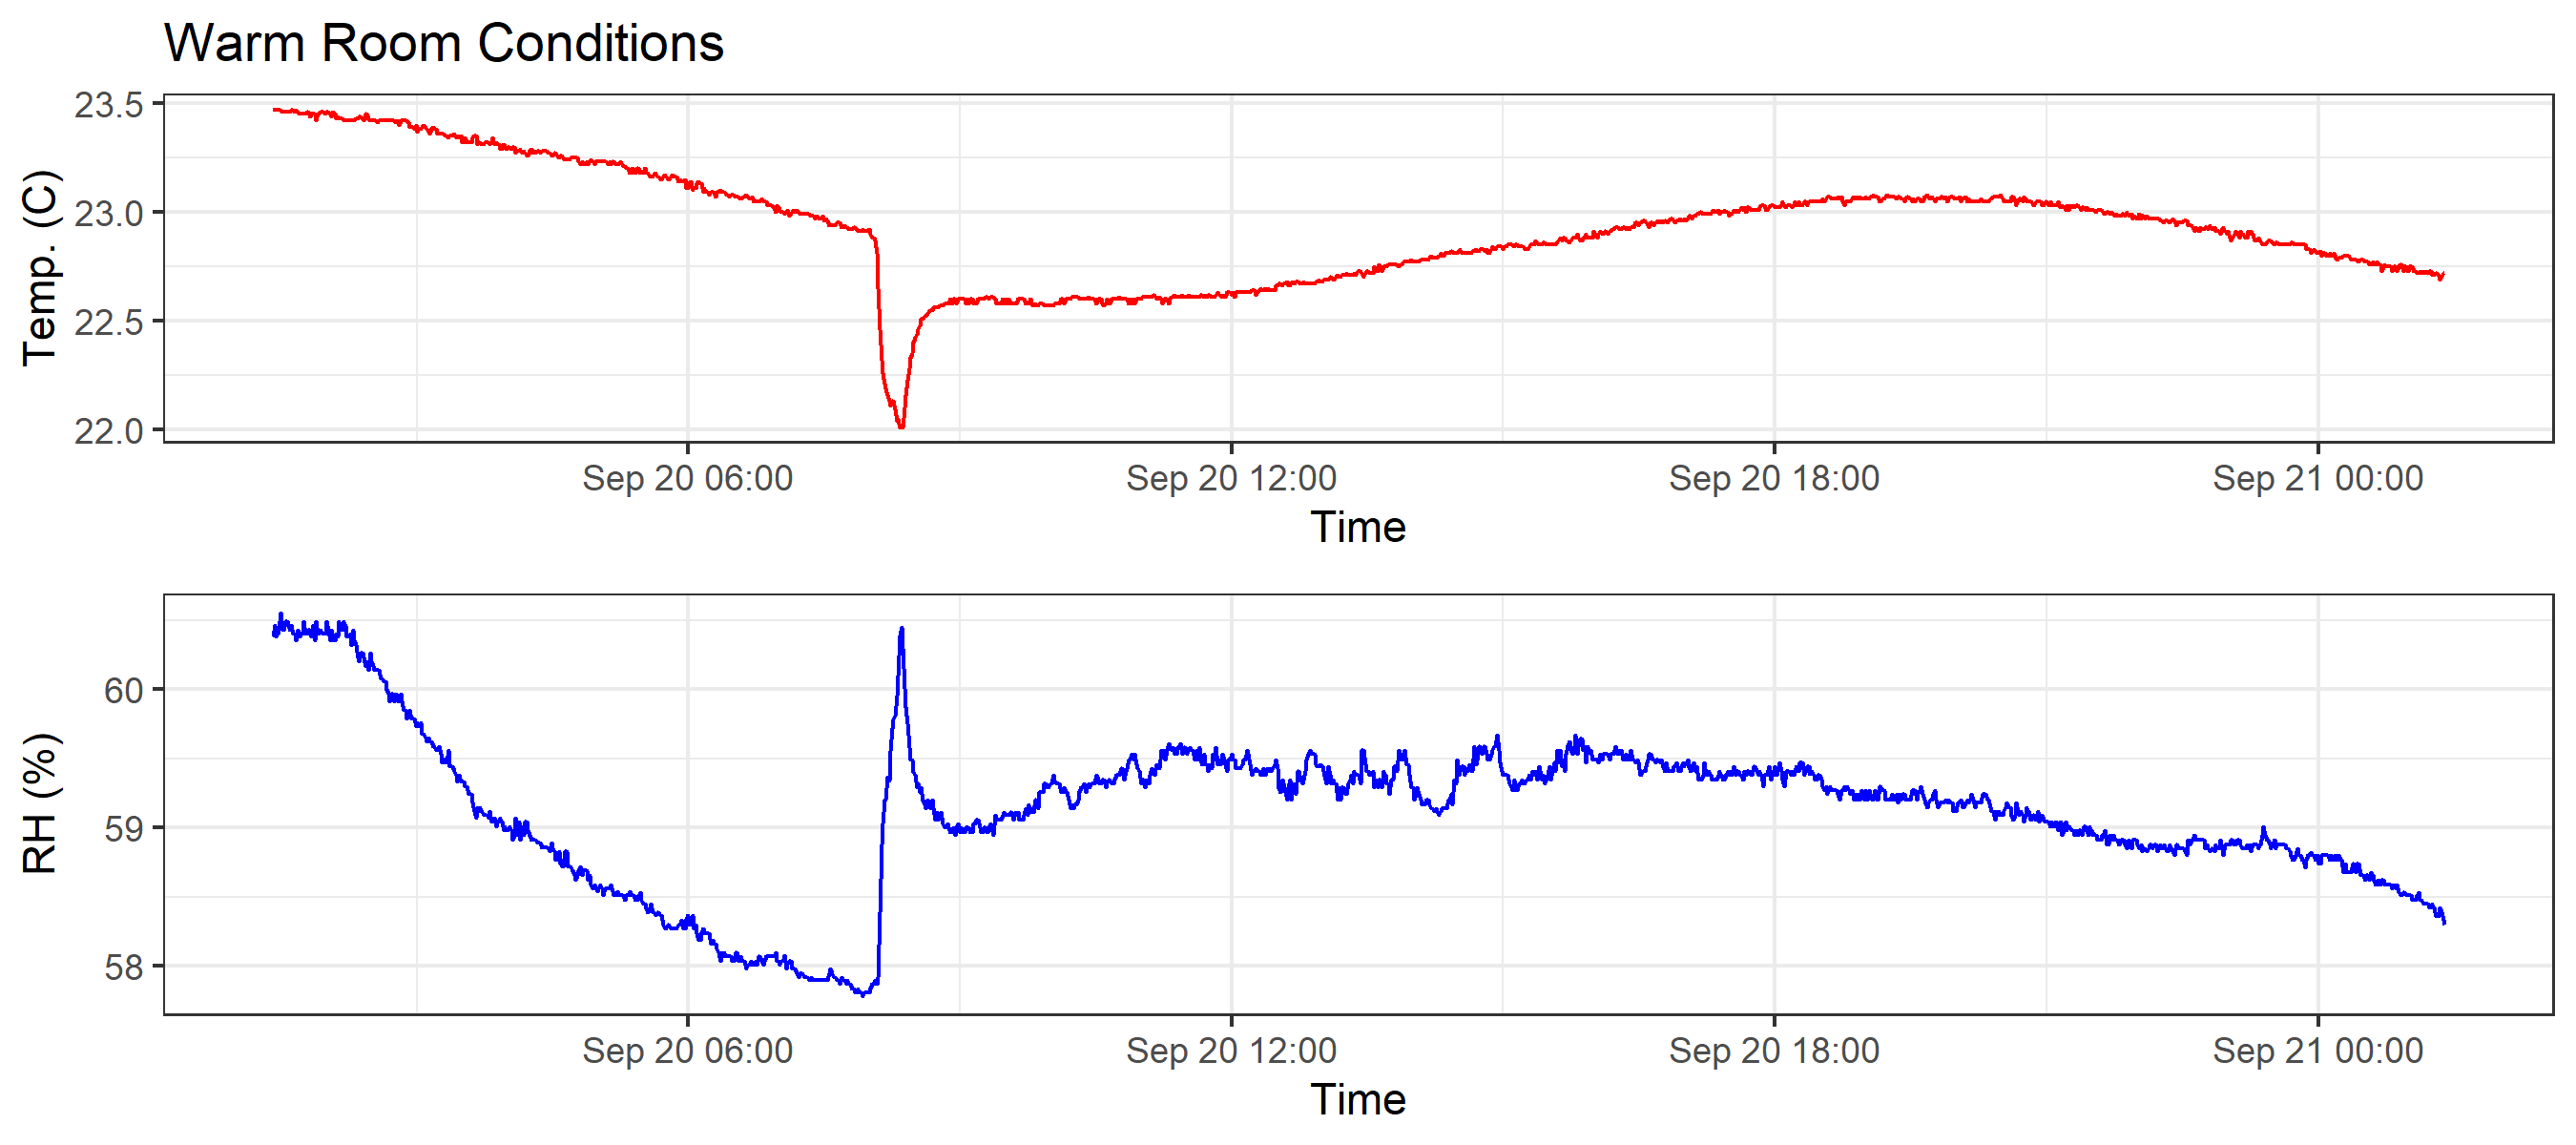 Warm Room Conditions
23.5
23.0
22.5
22.0
Temp. (C)
Sep 20 06:00 Sep 20 12:00 Sep 20 18:00 Sep 21 00:00
Time
60
59
58
RH (%)
Sep 20 06:00 Sep 20 12:00 Sep 20 18:00 Sep 21 00:00
Time